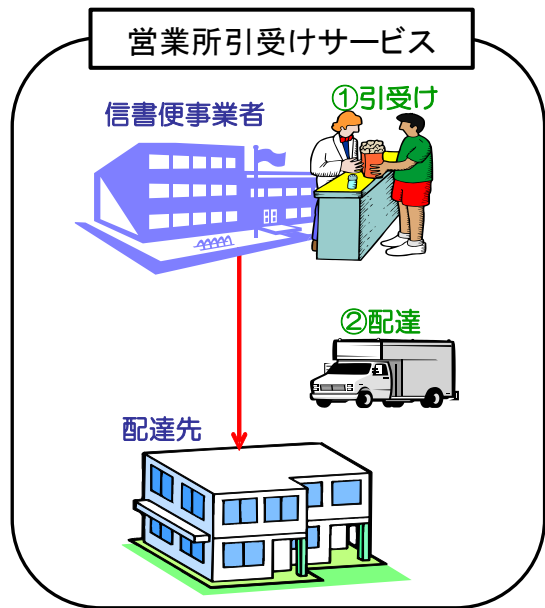 営業所引受けサービス
①引受け
信書便事業者
②配達
配達先